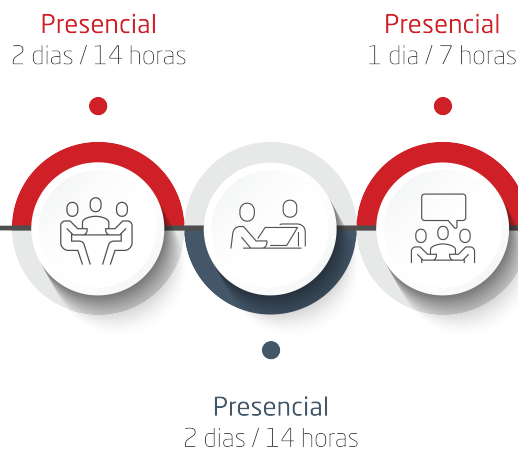 Presencial
2 dias / 14 horas
Presencial
1 dia / 7 horas
Presencial
2 dias / 14 horas